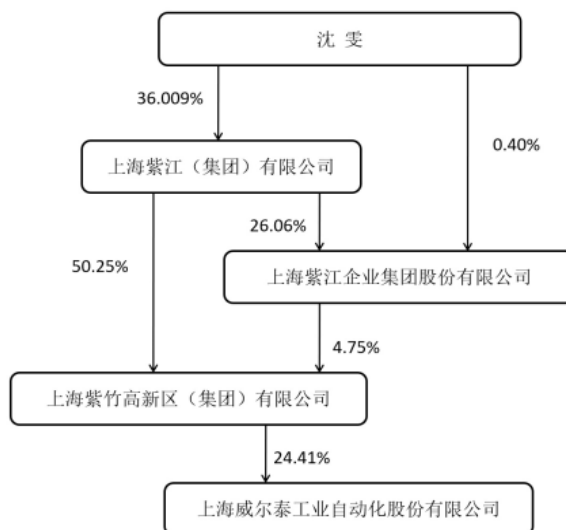 沈 雯
36.009%
0.40%
上海紫江（集团）有限公司
26.06%
50.25%
上海紫江企业集团股份有限公司
4.75%
上海紫竹高新区（集团）有限公司
24.41%
上海威尔泰工业自动化股份有限公司